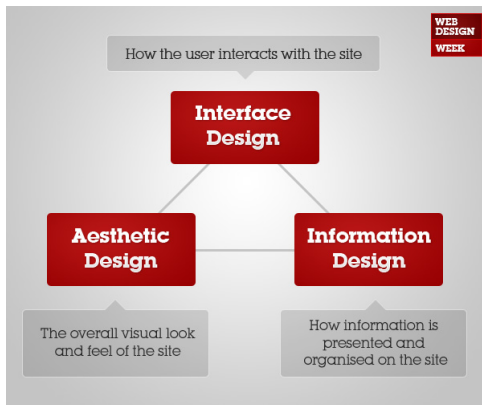 WEB
DESIGN
WEEK
How the user interacts with the site
Interface
Design
Aesthetic
Design
Information
Design
The overall visual look
and feel of the site
How information is
presented and
organised on the site